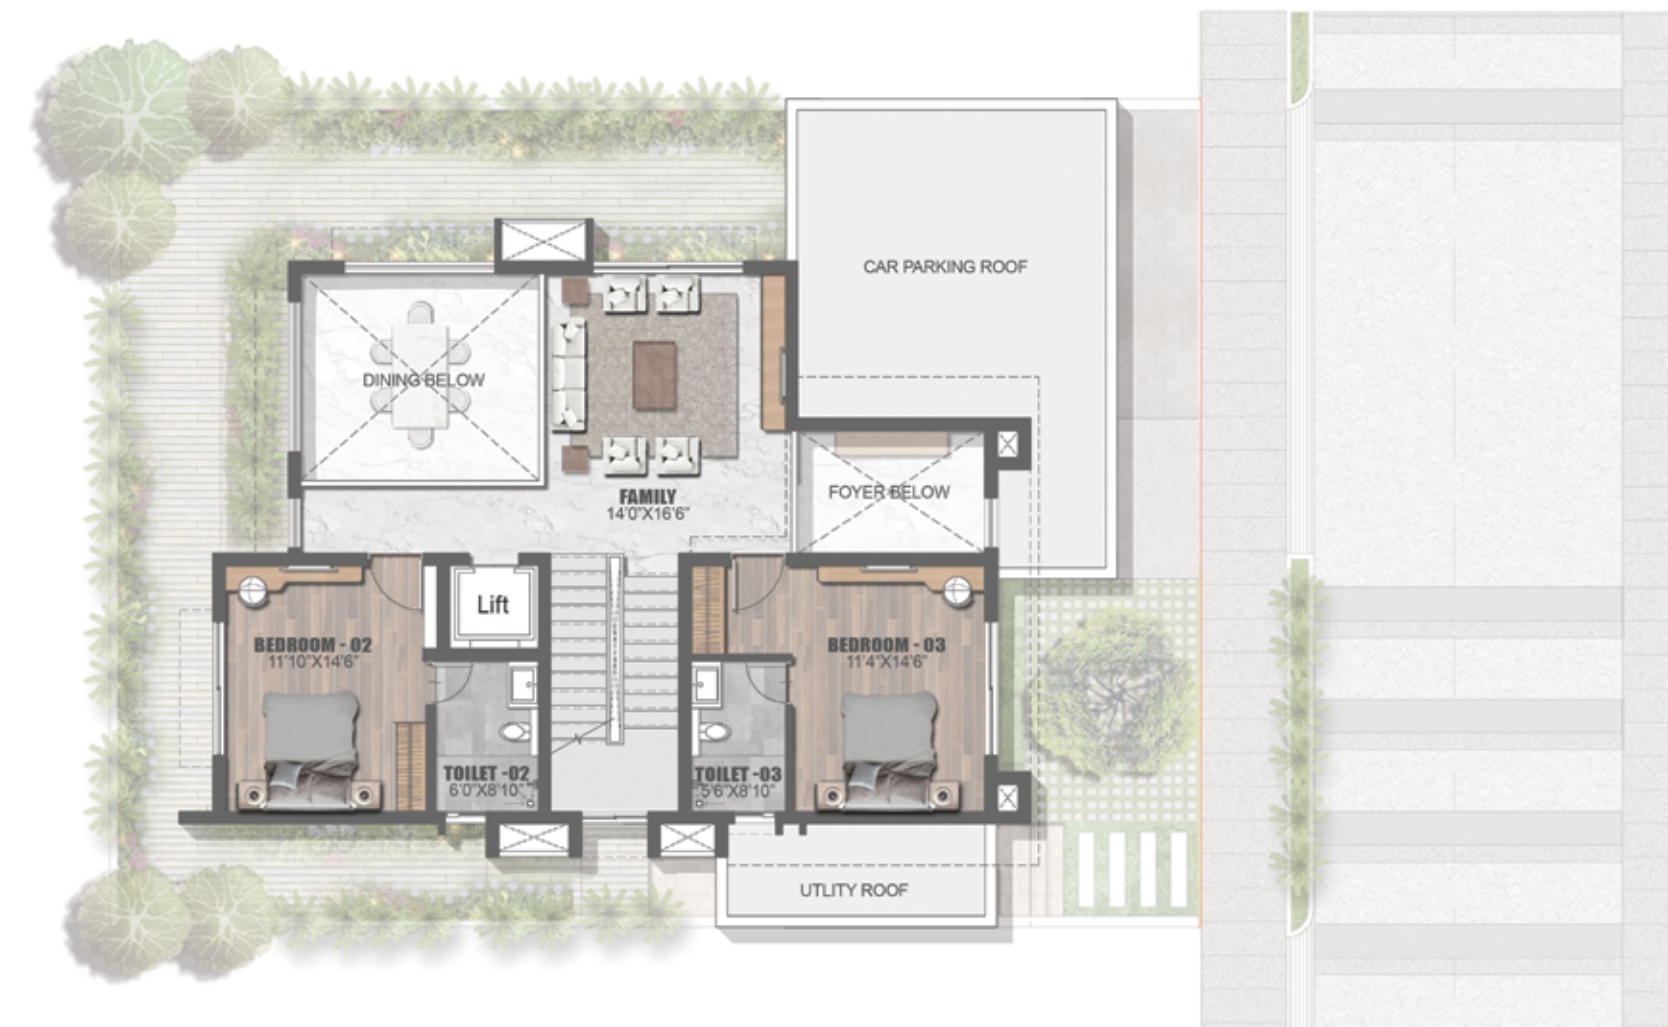 CAR PARKING ROOF
DINING BELOW
FOYER BELOW
FAMILY
14'0"X16'6"
Lift
BEDROOM - 02
11'10"X14'6"
BEDROOM - 03
11'4"X14'6"
TOILET -02
6'0"X8'10"
TOILET -03
5'6"X8'10"
UTLITY ROOF